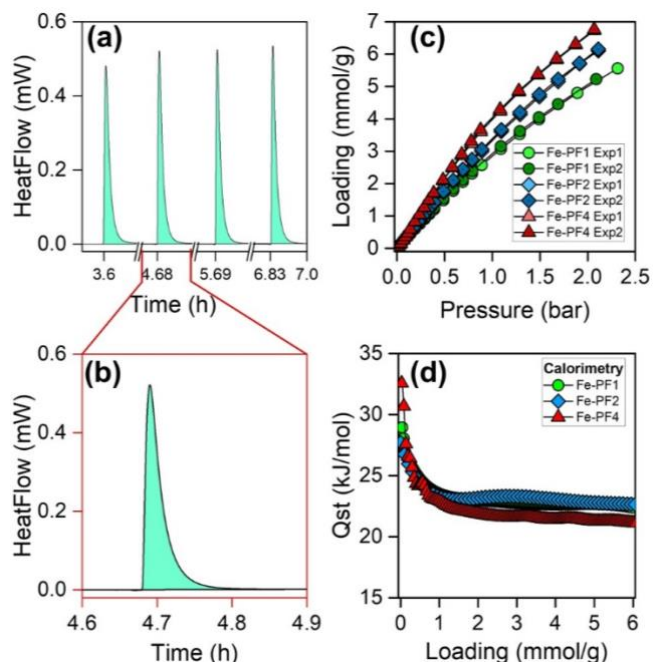 (a)
HeatFlow (mW)
0.6
0.4
0.2
0.0
3.6 4.68 5.69 6.83 7.0
Time (h)
(c)
Loading (mmol/g)
7
6
5
4
3
2
1
0
Fe-PF1 Exp1
Fe-PF1 Exp2
Fe-PF2 Exp1
Fe-PF2 Exp2
Fe-PF4 Exp1
Fe-PF4 Exp2
0.0 0.5 1.0 1.5 2.0 2.5
Pressure (bar)
(b)
HeatFlow (mW)
0.6
0.4
0.2
0.0
4.6 4.7 4.8 4.9
Time (h)
(d)
Qst (kJ/mol)
35
30
25
20
15
Calorimetry
Fe-PF1
Fe-PF2
Fe-PF4
0 1 2 3 4 5 6
Loading (mmol/g)